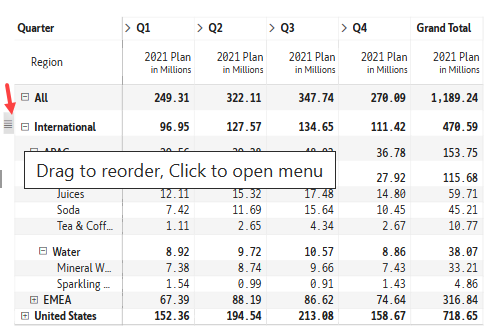 Quarter Q1 Q2 Q3 Q4 Grand Total
Region 2021 Plan in Millions 2021 Plan in Millions 2021 Plan in Millions 2021 Plan in Millions 2021 Plan in Millions
All 249.31 322.11 347.74 270.09 1,189.24
International 96.95 127.57 134.65 111.42 470.59
36.78 153.75
Drag to reorder, Click to open menu
27.92 115.68
Juices 12.11 15.32 17.48 14.80 59.71
Soda 7.42 11.69 15.64 10.45 45.21
Tea & Coff... 1.11 2.65 4.34 2.67 10.77
Water 8.92 9.72 10.57 8.86 38.07
Mineral W... 7.38 8.74 9.66 7.43 33.21
Sparkling ... 1.54 0.99 0.91 1.43 4.86
EMEA 67.39 88.19 86.62 74.64 316.84
United States 152.36 194.54 213.08 158.67 718.65